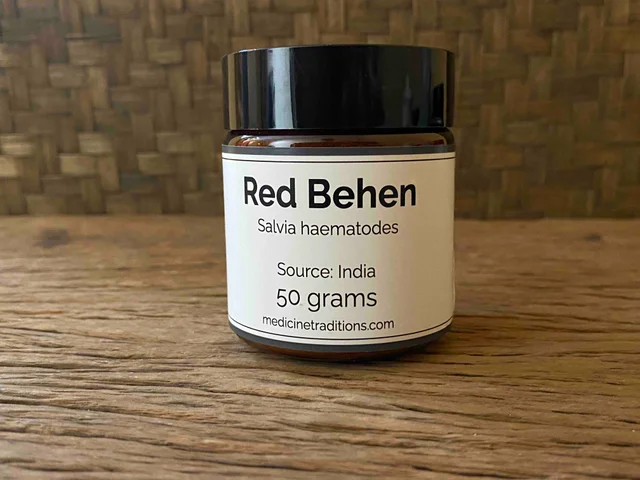 Red Behen
Salvia haematodes
Source: India
50 grams
medicinetraditions.com